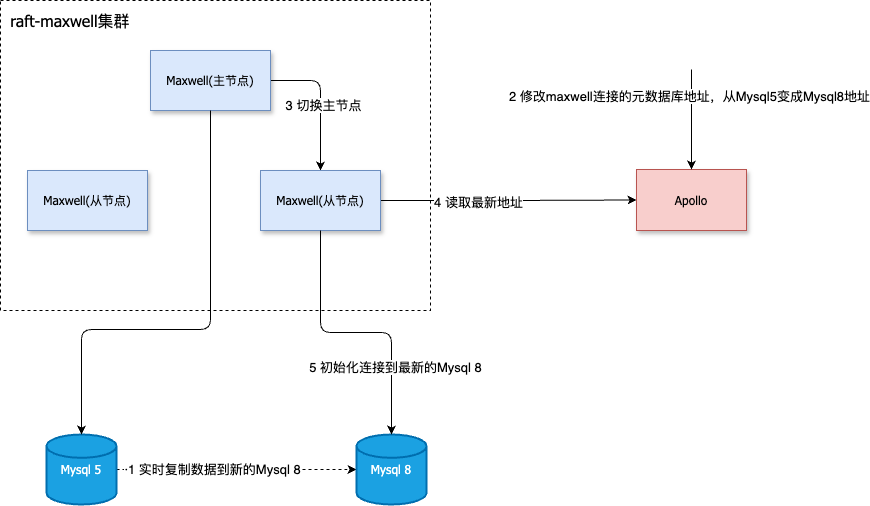 raft-maxwell集群
Maxwell(主节点)
3 切换主节点
2 修改maxwell连接的元数据库地址，从Mysql5变成Mysql8地址
Maxwell(从节点)
Maxwell(从节点)
4 读取最新地址
Apollo
5 初始化连接到最新的Mysql 8
Mysql 5
1 实时复制数据到新的Mysql 8
Mysql 8